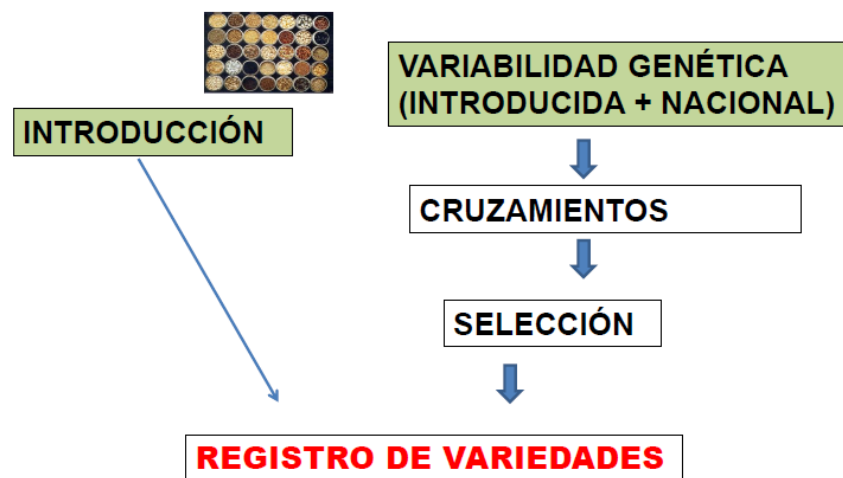 VARIABILIDAD GENÉTICA
(INTRODUCIDA + NACIONAL)
INTRODUCCIÓN
CRUZAMIENTOS
SELECCIÓN
REGISTRO DE VARIEDADES